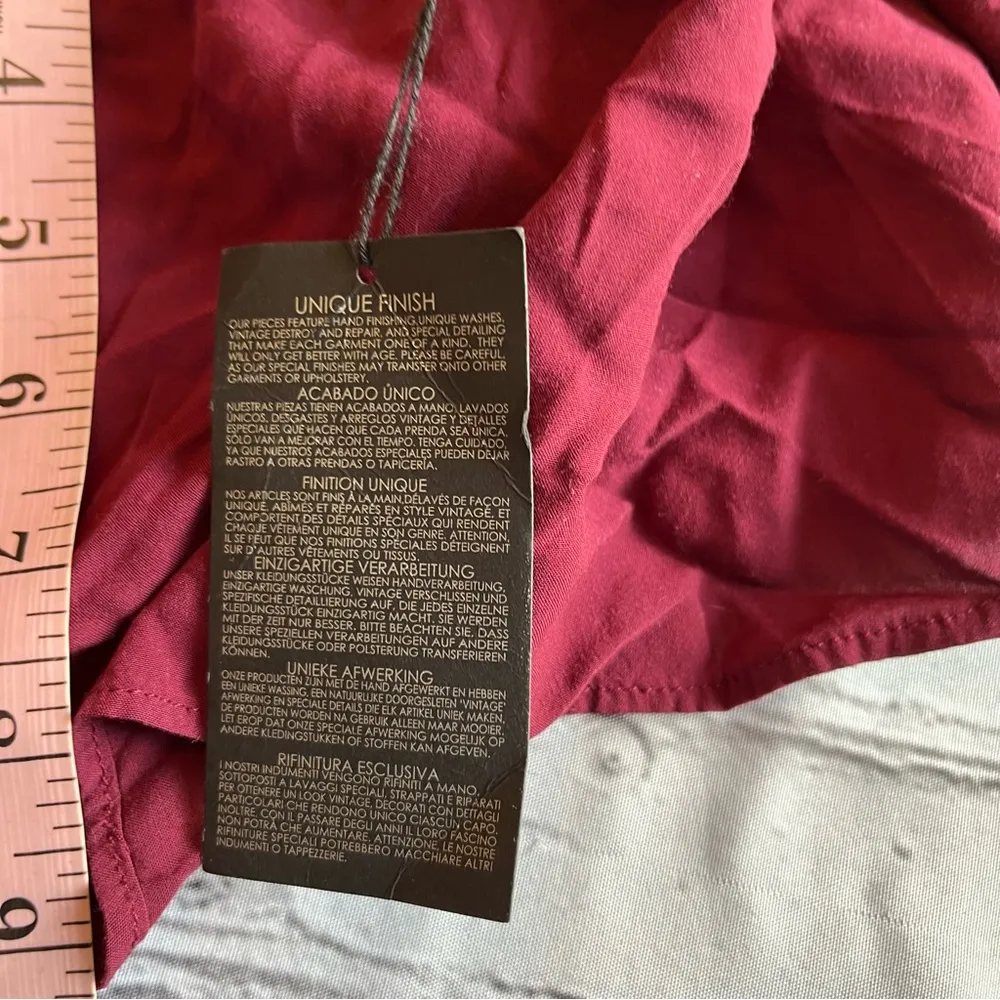 4
5
6
7
8
9
UNIQUE FINISH
OUR PIECES FEATURE HAND FINISHING,UNIQUE WASHES,
VINTAGE DESTROY AND REPAIR, AND SPECIAL DETAILING
THAT MAKE EACH GARMENT ONE OF A KIND, THEY
WILL ONLY GET BETTER WITH AGE. PLEASE BE CAREFUL,
AS OUR SPECIAL FINISHES MAY TRANSFER ONTO OTHER
GARMENTS OR UPHOLSTERY.
ACABADO ÚNICO
NUESTRAS PIEZAS TIENEN ACABADOS A MANO, LAVADOS
UNICOS, DESGASTES Y ARREGLOS VINTAGE Y DETALLES
ESPECIALES QUE HAS Y QUE CADA PRENDA SEA ÚNICA.
SÓLO VAN A MEJORAR CON EL TIEMPO. TENGA CUIDADO,
YA QUE NUESTROS ACABADOS ESPECIALES PUEDEN DEJAR
RASTRO A OTRAS PRENDAS O TAPICERÍA.
FINITION UNIQUE
NOS ARTICLES SONT FINIS À LA MAIN,DÉLAVÉS DE FAÇON
UNIQUE, ABÎMES ET RÉPARÉS EN STYLE VINTAGE, ET
COMPORTENT DES DÉTAILS SPÉCIAUX QUI RENDENT
CHAQUE VÊTEMENT UNIQUE EN SON GENRE. ATTENTION,
IL SE PEUT QUE NOS FINITIONS SPÉCIALES DÉTEIGNENT
SUR D'AUTRES VÊTEMENTS OU TISSUS.
EINZIGARTIGE VERARBEITUNG
UNSER KLEIDUNGSSTÜCKE WEISEN HANDVERARBEITUNG,
EINZIGARTIGE WASCHUNG, VINTAGE VERSCHLISSEN UND
SPEZIFISCHE DETAILLIERUNG AUF, DIE JEDES EINZELNE
KLEIDUNGSSTÜCK EINZIGARTIG MACHT. SIE WERDEN
MIT DER ZEIT NUR BESSER. BITTE BEACHTEN SIE, DASS
UNSERE SPEZIELLEN VERARBEITUNGEN AUF ANDERE
KLEIDUNGSSTÜCKE ODER POLSTERUNG TRANSFERIEREN
KÖNNEN.
UNIEKE AFWERKING
ONZE PRODUCTEN ZIJN MET DE HAND AFGEWERKT EN HEBBEN
EEN UNIEKE WASSING, EEN NATUURLIJKE DOORGESLETEN 'VINTAGE'
AFWERKING EN SPECIALE DETAILS DIE ELK ARTIKEL UNIEK MAKEN.
DE PRODUCTEN WORDEN NA GEBRUIK ALLEEN MAAR MOOIER.
LET EROP DAT ONZE SPECIALE AFWERKING MOGELIJK OP
ANDERE KLEDINGSTUKKEN OF STOFFEN KAN AFGEVEN.
RIFINITURA ESCLUSIVA
I NOSTRI INDUMENTI VENGONO RIFINITI A MANO,
SOTTOPOSTI A LAVAGGI SPECIALI, STRAPPATI E RIPARATI
PER OTTENERE UN LOOK VINTAGE, DECORATI CON DETTAGLI
PARTICOLARI CHE RENDONO UNICO CIASCUN CAPO.
INOLTRE, CON IL PASSARE DEGLI ANNI IL LORO FASCINO
NON POTRÀ CHE AUMENTARE. ATTENZIONE, LE NOSTRE
RIFINITURE SPECIALI POTREBBERO MACCHIARE ALTRI
INDUMENTI O TAPPEZZERIE.